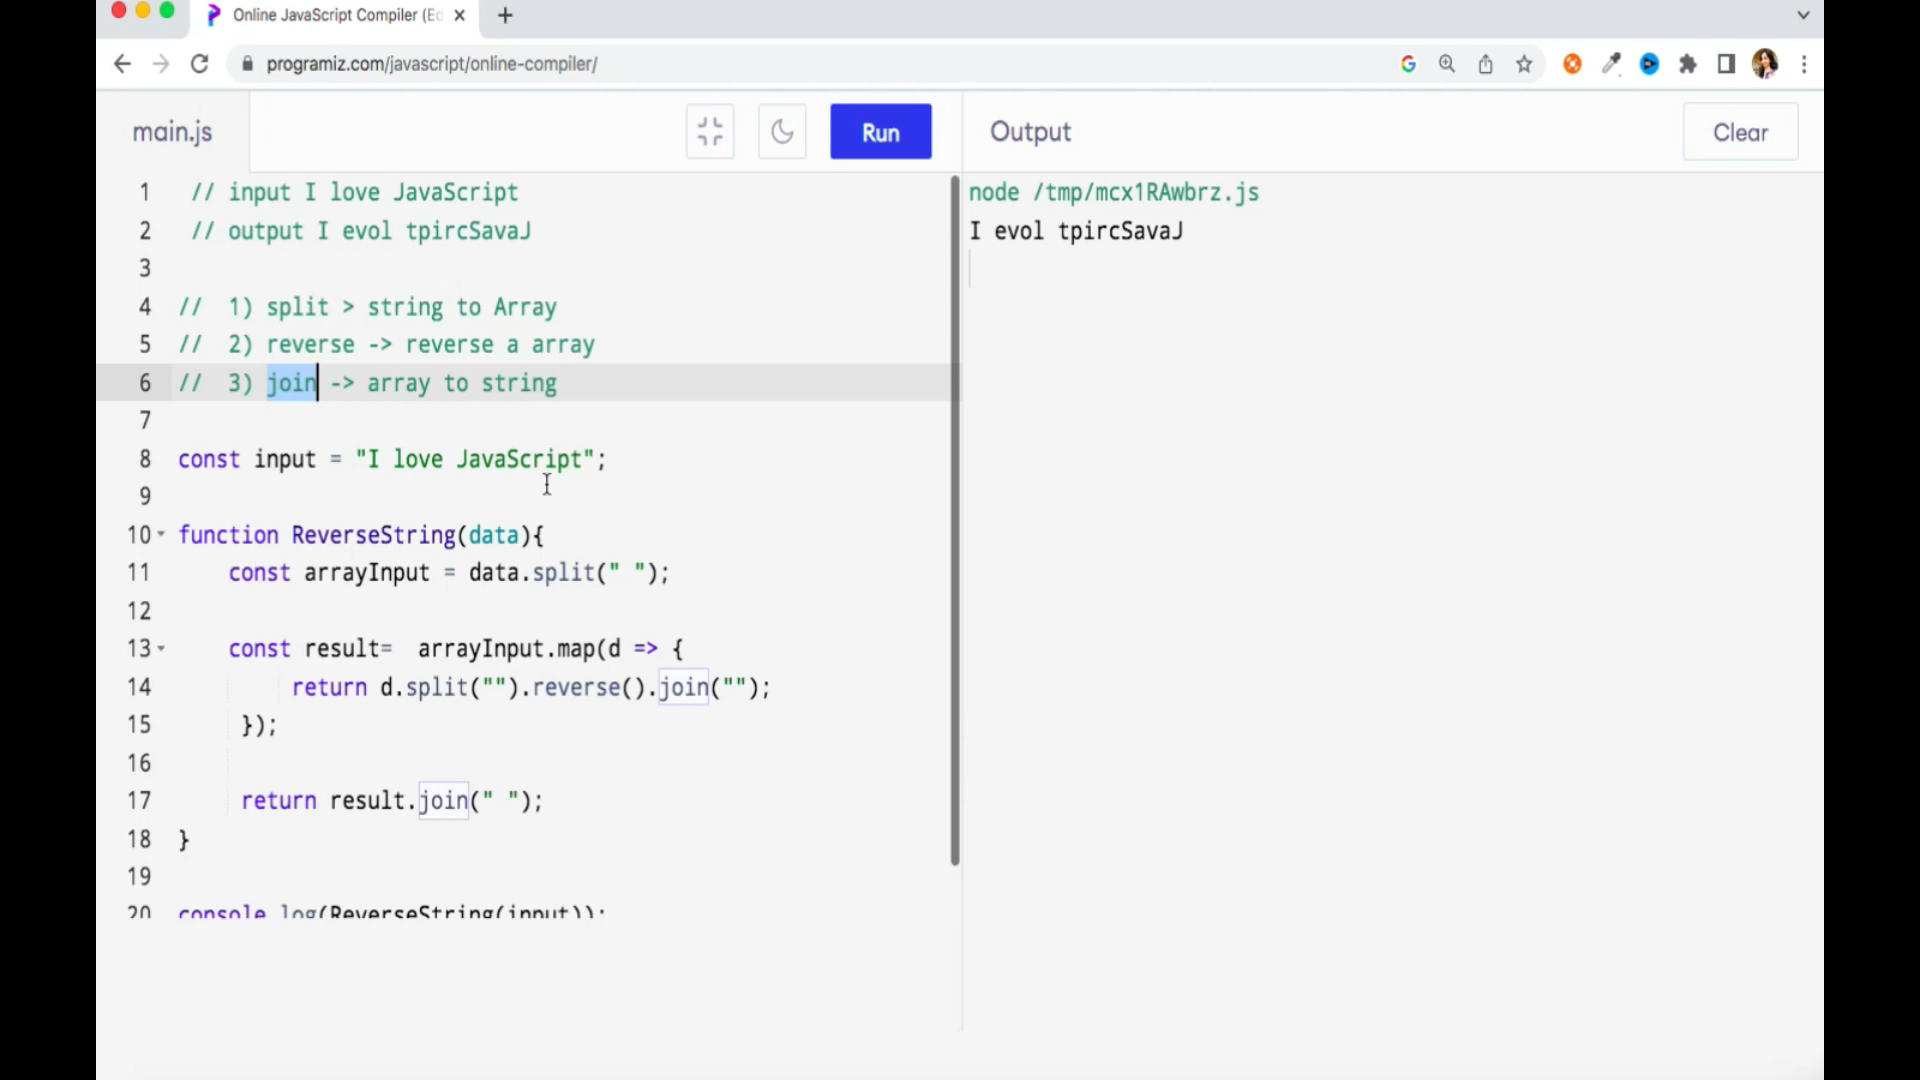 Online JavaScript Compiler (Ed
programiz.com/javascript/online-compiler/
main.js
Run
Output
Clear
1 // input I love JavaScript
2 // output I evol tpircSavaJ
3
4 // 1) split > string to Array
5 // 2) reverse -> reverse a array
6 // 3) join -> array to string
7
8 const input = "I love JavaScript";
9
10 function ReverseString(data){
11 const arrayInput = data.split(" ");
12
13 const result= arrayInput.map(d => {
14 return d.split("").reverse().join("");
15 });
16
17 return result.join(" ");
18 }
19
20 console.log(ReverseString(input));
node /tmp/mcx1RAwbrz.js
I evol tpircSavaJ